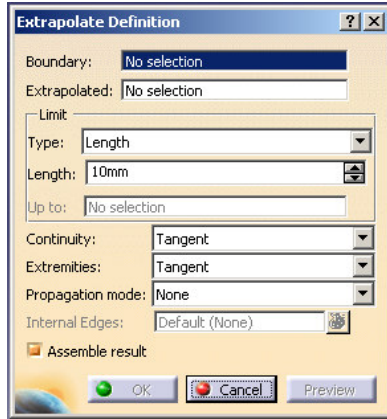 Extrapolate Definition
Boundary: No selection
Extrapolated: No selection
Limit
Type: Length
Length: 10mm
Up to: No selection
Continuity: Tangent
Extremities: Tangent
Propagation mode: None
Internal Edges: Default (None)
Assemble result
OK Cancel Preview